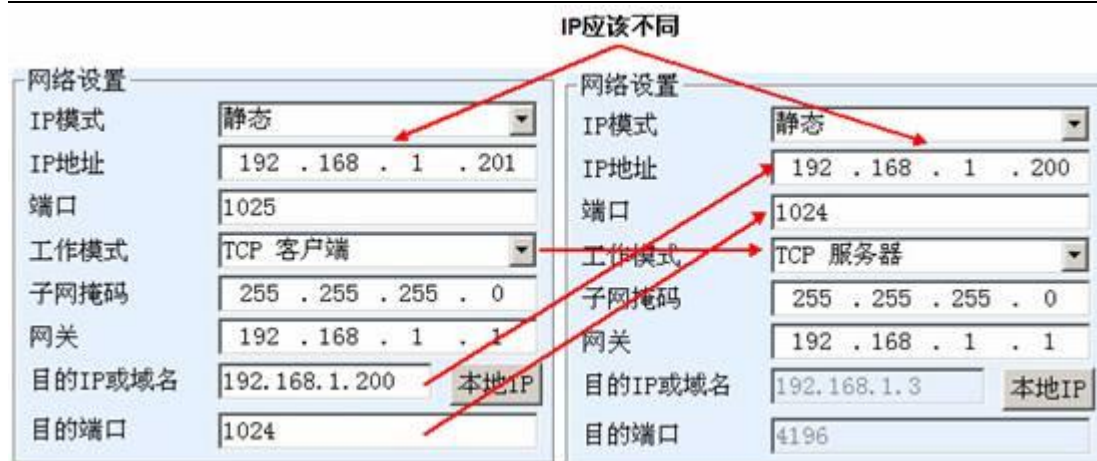 IP应该不同
网络设置
IP模式 静态
IP地址 192 . 168 . 1 . 201
端口 1025
工作模式 TCP 客户端
子网掩码 255 . 255 . 255 . 0
网关 192 . 168 . 1 . 1
目的IP或域名 192.168.1.200 本地IP
目的端口 1024
网络设置
IP模式 静态
IP地址 192 . 168 . 1 . 200
端口 1024
工作模式 TCP 服务器
子网掩码 255 . 255 . 255 . 0
网关 192 . 168 . 1 . 1
目的IP或域名 192.168.1.3 本地IP
目的端口 4196